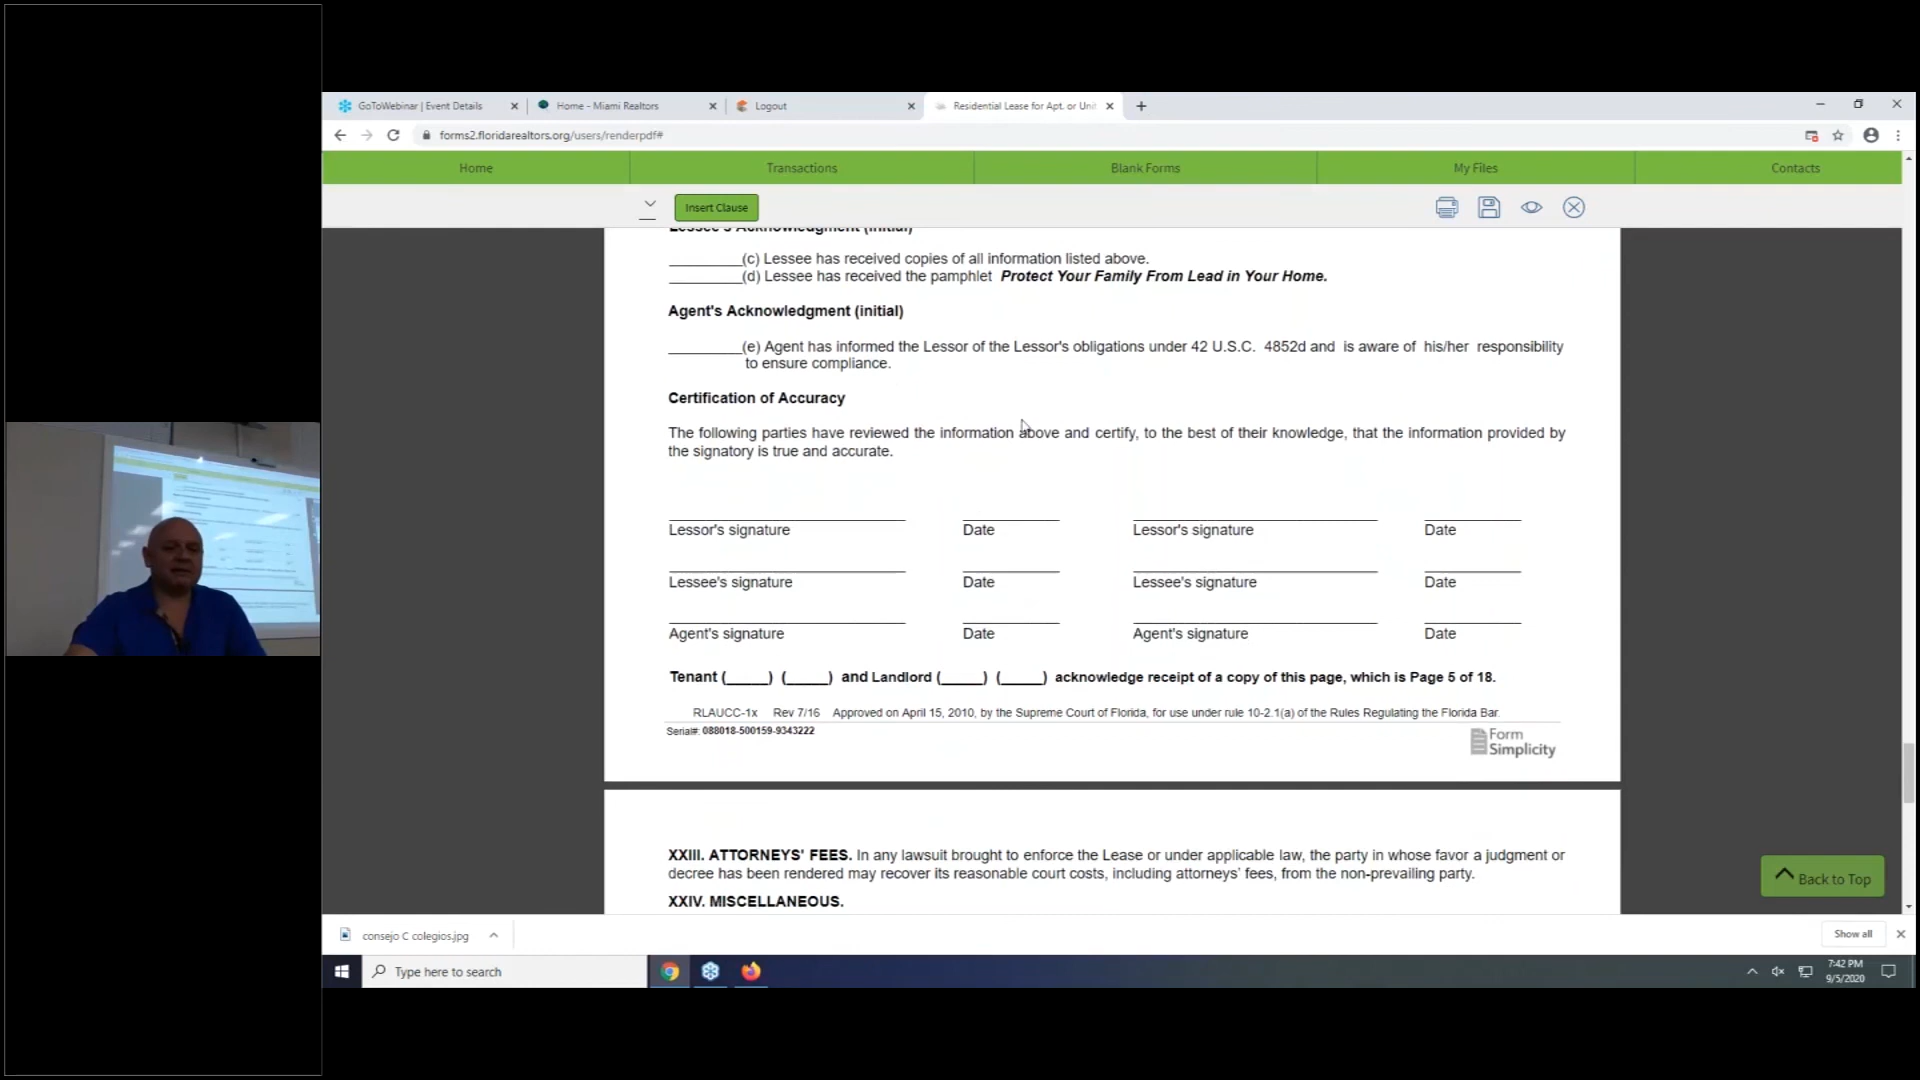 GoToWebinar | Event Details
Home - Miami Realtors
Logout
Residential Lease for Apt. or Unit
forms2.floridarealtors.org/users/renderpdf#
Home Transactions Blank Forms My Files Contacts
Insert Clause
Lessee's Acknowledgment (initial)
_________(c) Lessee has received copies of all information listed above.
_________(d) Lessee has received the pamphlet Protect Your Family From Lead in Your Home.
Agent's Acknowledgment (initial)
_________(e) Agent has informed the Lessor of the Lessor's obligations under 42 U.S.C. 4852d and is aware of his/her responsibility
to ensure compliance.
Certification of Accuracy
The following parties have reviewed the information above and certify, to the best of their knowledge, that the information provided by
the signatory is true and accurate.
Lessor's signature Date Lessor's signature Date
Lessee's signature Date Lessee's signature Date
Agent's signature Date Agent's signature Date
Tenant (_____) (_____) and Landlord (_____) (_____) acknowledge receipt of a copy of this page, which is Page 5 of 18.
RLAUCC-1x Rev 7/16 Approved on April 15, 2010, by the Supreme Court of Florida, for use under rule 10-2.1(a) of the Rules Regulating the Florida Bar.
Serial#: 088018-500159-9343222
Form
Simplicity
XXIII. ATTORNEYS' FEES. In any lawsuit brought to enforce the Lease or under applicable law, the party in whose favor a judgment or
decree has been rendered may recover its reasonable court costs, including attorneys' fees, from the non-prevailing party.
XXIV. MISCELLANEOUS.
Back to Top
consejo C colegios.jpg
Show all
Type here to search
7:42 PM
9/5/2020